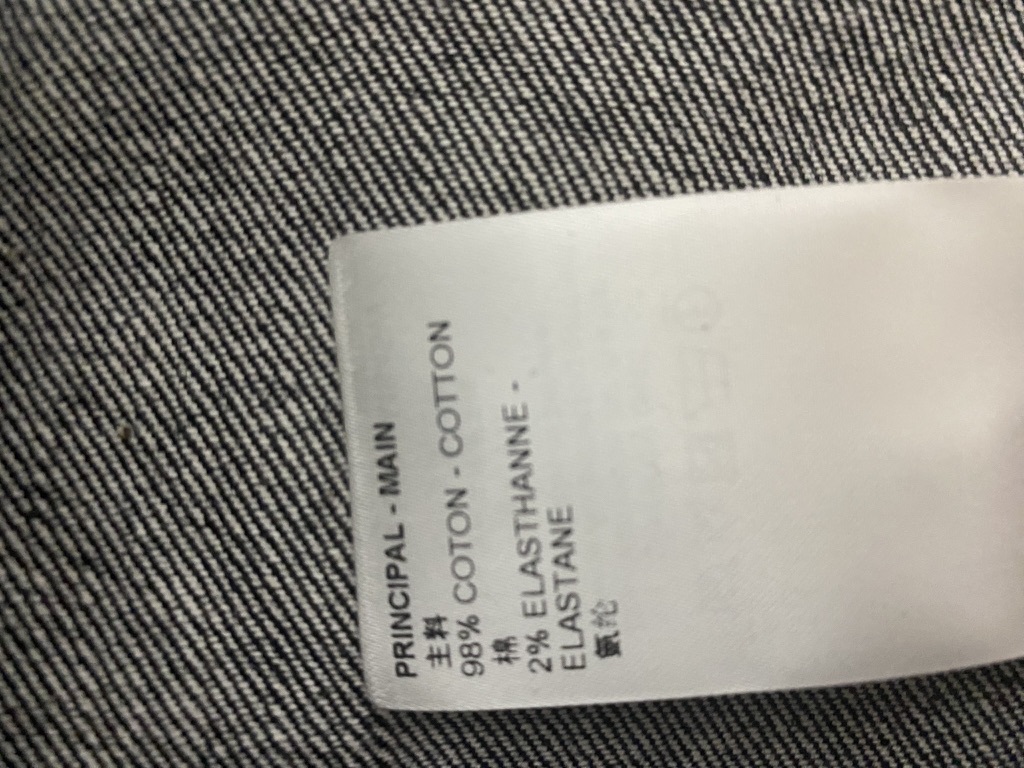 PRINCIPAL - MAIN
主料
98% COTON - COTTON
棉
2% ELASTHANNE -
ELASTANE
氨纶